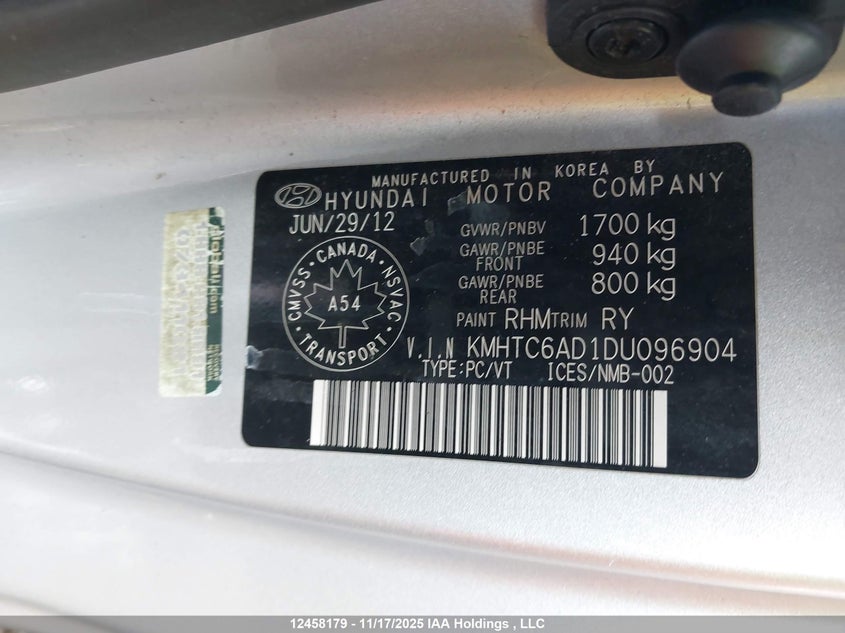 MANUFACTURED IN KOREA BY
HYUNDAI MOTOR COMPANY
JUN/29/12
GVWR/PNBV 1700 kg
GAWR/PNBE FRONT 940 kg
GAWR/PNBE REAR 800 kg
CMVSS • CANADA • NSVAC
A54
• TRANSPORT •
PAINT RHM TRIM RY
V.I.N KMHTC6AD1DU096904
TYPE:PC/VT ICES/NMB-002
12458179 - 11/17/2025 IAA Holdings , LLC